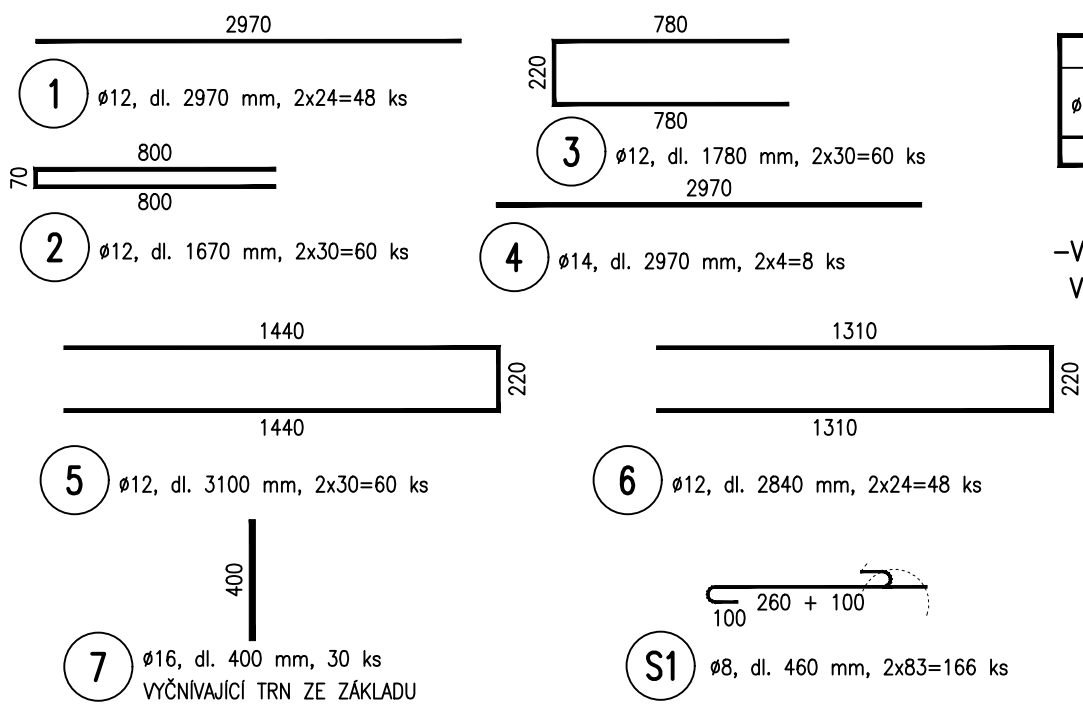 2970
1 ø12, dl. 2970 mm, 2x24=48 ks
780
220
780
3 ø12, dl. 1780 mm, 2x30=60 ks
800
70
800
2 ø12, dl. 1670 mm, 2x30=60 ks
2970
4 ø14, dl. 2970 mm, 2x4=8 ks
ø
-V
V
1440
220
1440
5 ø12, dl. 3100 mm, 2x30=60 ks
1310
220
1310
6 ø12, dl. 2840 mm, 2x24=48 ks
400
7 ø16, dl. 400 mm, 30 ks
VYČNÍVAJÍCÍ TRN ZE ZÁKLADU
100 260 + 100
S1 ø8, dl. 460 mm, 2x83=166 ks